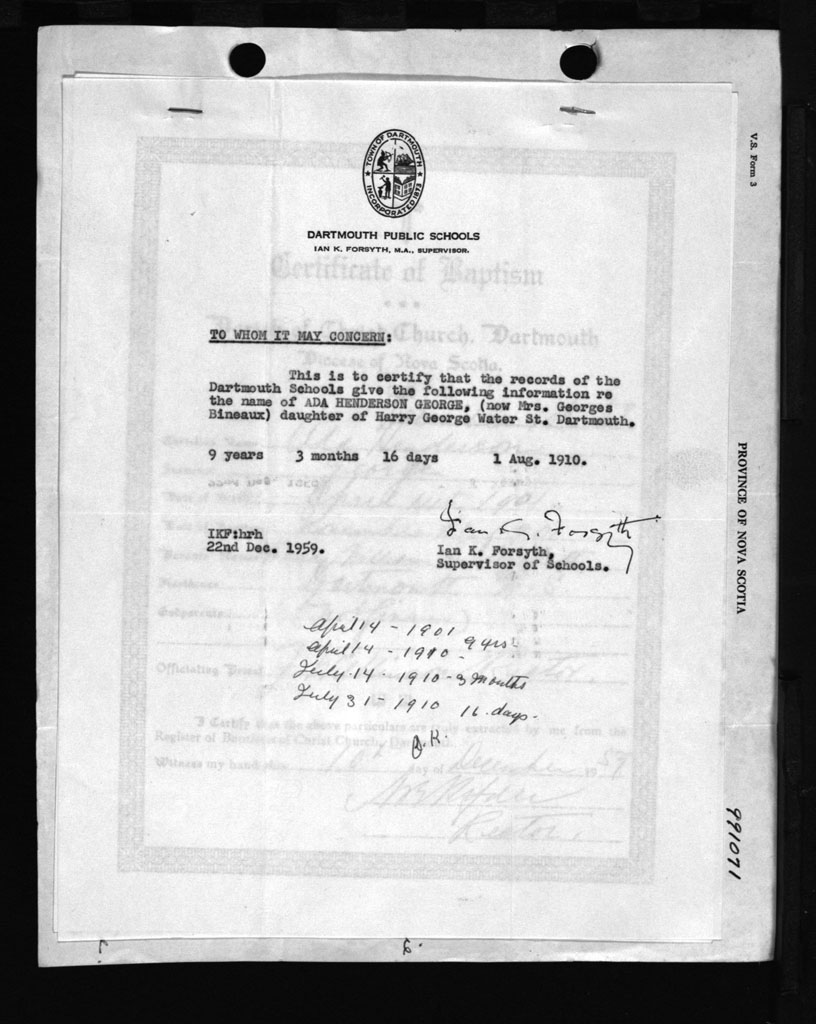 TOWN OF DARTMOUTH
INCORPORATED 1873
DARTMOUTH PUBLIC SCHOOLS
IAN K. FORSYTH, M.A., SUPERVISOR.
Certificate of Baptism
Christ Church, Dartmouth
Diocese of Nova Scotia.
TO WHOM IT MAY CONCERN:
This is to certify that the records of the
Dartmouth Schools give the following information re
the name of ADA HENDERSON GEORGE, (now Mrs. Georges
Bineaux) daughter of Harry George Water St. Dartmouth.
9 years 3 months 16 days 1 Aug. 1910.
Ian K. Forsyth
IKF:hrh Ian K. Forsyth,
22nd Dec. 1959. Supervisor of Schools.
April 14 - 1901 9 yrs
April 14 - 1910 -
July 14 - 1910 - 3 months
July 31 - 1910 16 days -
O.K.
Officiating Priest
I Certify that the above particulars are truly extracted by me from the
Register of Baptisms of Christ Church,
Witness my hand this day of December 1959
Rector.
V.S. Form 3
PROVINCE OF NOVA SCOTIA
991071